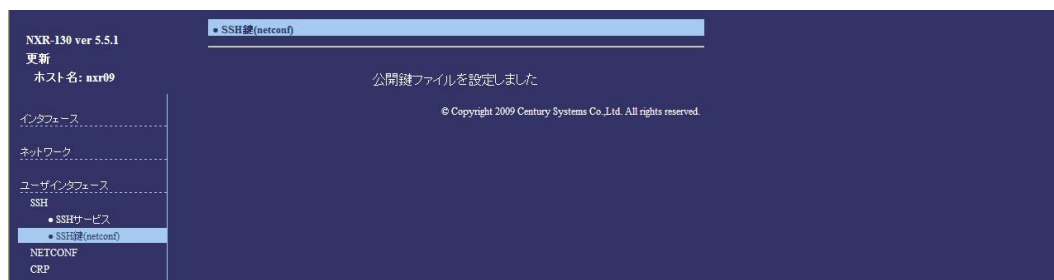 NXR-130 ver 5.5.1
更新
ホスト名: nxr09
インタフェース
ネットワーク
ユーザインタフェース
SSH
● SSHサービス
● SSH鍵(netconf)
NETCONF
CRP
● SSH鍵(netconf)
公開鍵ファイルを設定しました
© Copyright 2009 Century Systems Co.,Ltd. All rights reserved.